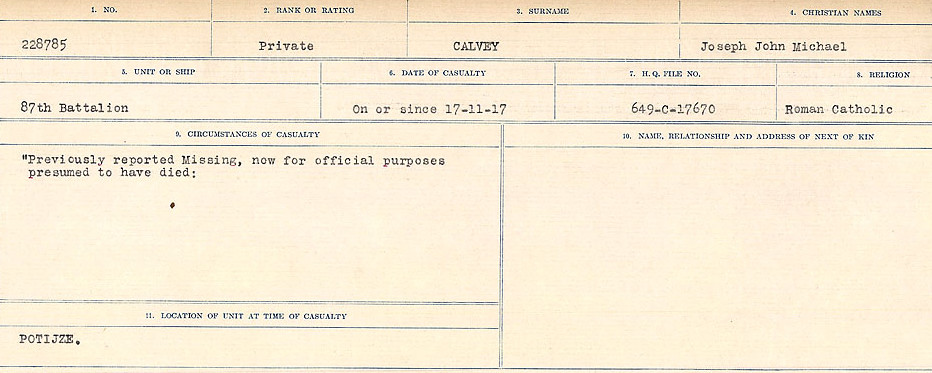 1. NO.
2. RANK OR RATING
3. SURNAME
4. CHRISTIAN NAMES
228785
Private
CALVEY
Joseph John Michael
5. UNIT OR SHIP
6. DATE OF CASUALTY
7. H. Q. FILE NO.
8. RELIGION
87th Battalion
On or since 17-11-17
649-C-17670
Roman Catholic
9. CIRCUMSTANCES OF CASUALTY
10. NAME, RELATIONSHIP AND ADDRESS OF NEXT OF KIN
"Previously reported Missing, now for official purposes
presumed to have died:
11. LOCATION OF UNIT AT TIME OF CASUALTY
POTIJZE.